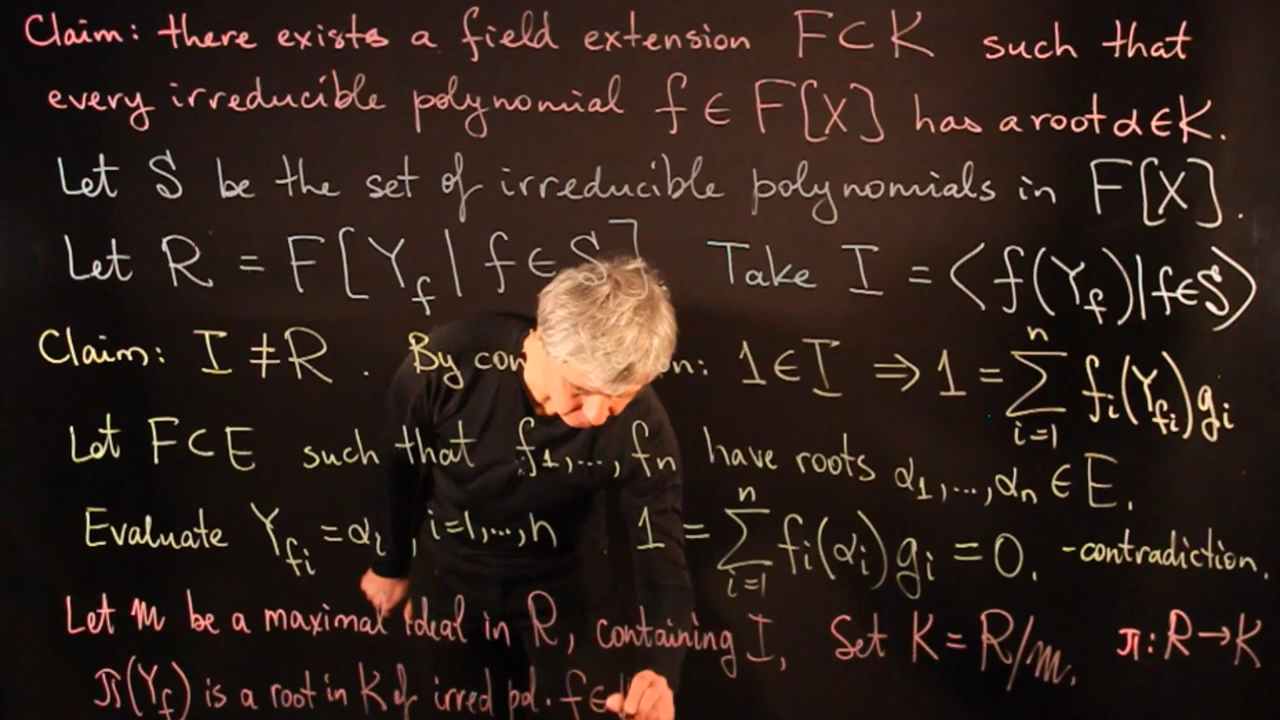 Claim: there exists a field extension F⊂K such that
every irreducible polynomial f∈F[X] has a root α∈K.
Let S be the set of irreducible polynomials in F[X].
Let R = F[Y_f | f∈S]. Take I = ⟨f(Y_f)|f∈S⟩
Claim: I≠R. By con on: 1∈I ⇒ 1 = ∑_{i=1}^{n} f_i(Y_{f_i})g_i
Let F⊂E such that f_1,...,f_n have roots α_1,...,α_n ∈ E.
Evaluate Y_{f_i} = α_i, i=1,...,n 1 = ∑_{i=1}^{n} f_i(α_i)g_i = 0. -contradiction.
Let m be a maximal ideal in R, containing I. Set K = R/m. π: R→K
π(Y_f) is a root in K of irred pol. f∈